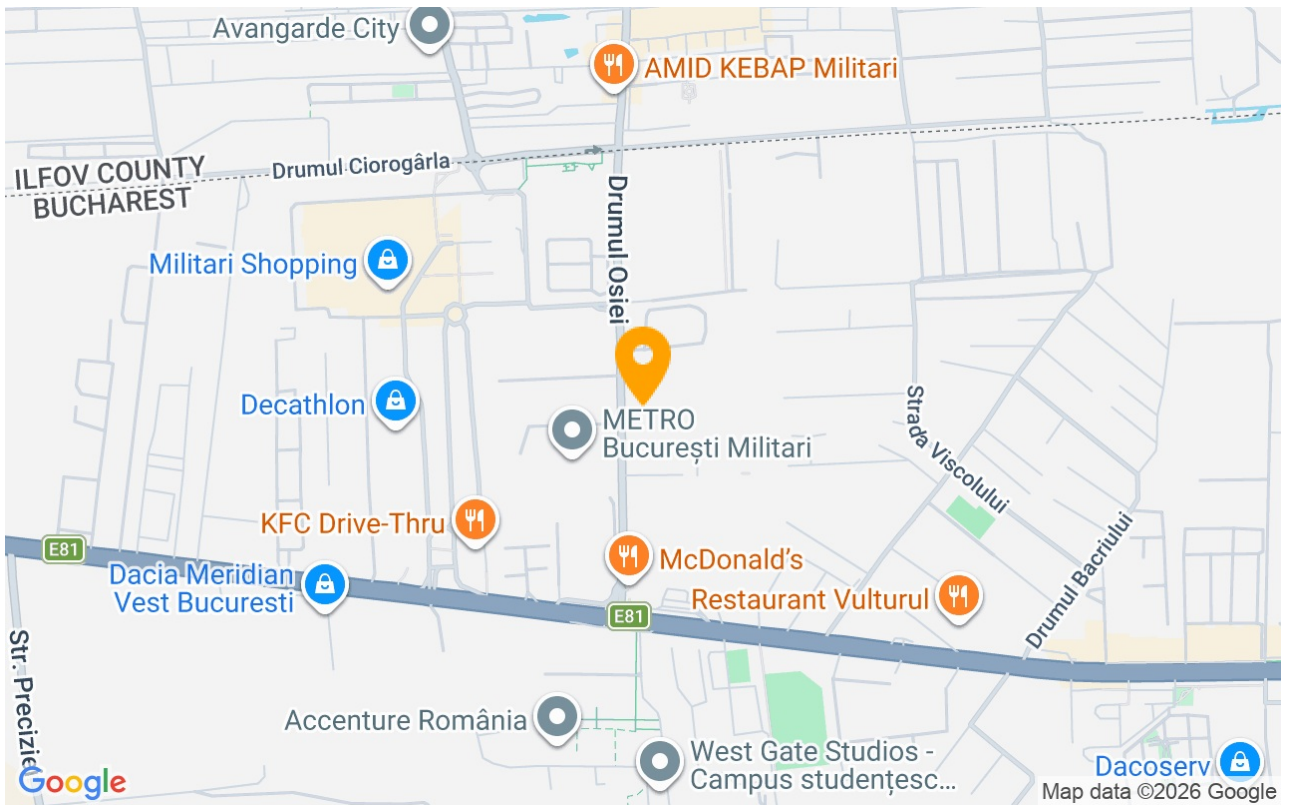 Avangarde City
AMID KEBAP Militari
ILFOV COUNTY
BUCHAREST
Drumul Ciorogârla
Drumul Osiei
Militari Shopping
Decathlon
METRO
București Militari
Strada Viscolului
KFC Drive-Thru
E81
McDonald's
Dacia Meridian
Vest Bucuresti
Restaurant Vulturul
E81
Drumul Bacriului
Str. Preciziei
Accenture România
West Gate Studios -
Campus studențesc...
Dacoserv
Google
Map data ©2026 Google